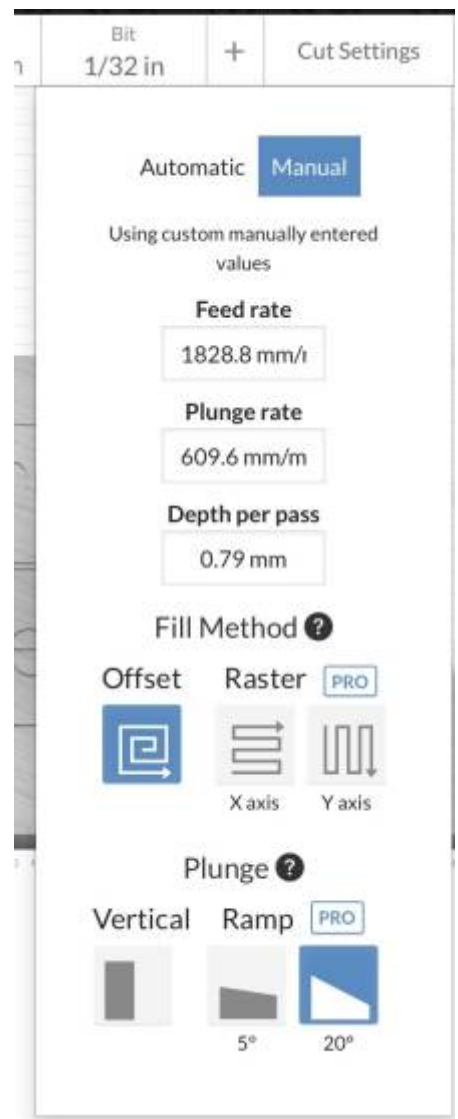 Bit
1/32 in
+
Cut Settings
Automatic Manual
Using custom manually entered
values
Feed rate
1828.8 mm/
Plunge rate
609.6 mm/m
Depth per pass
0.79 mm
Fill Method ?
Offset Raster PRO
X axis Y axis
Plunge ?
Vertical Ramp PRO
5° 20°